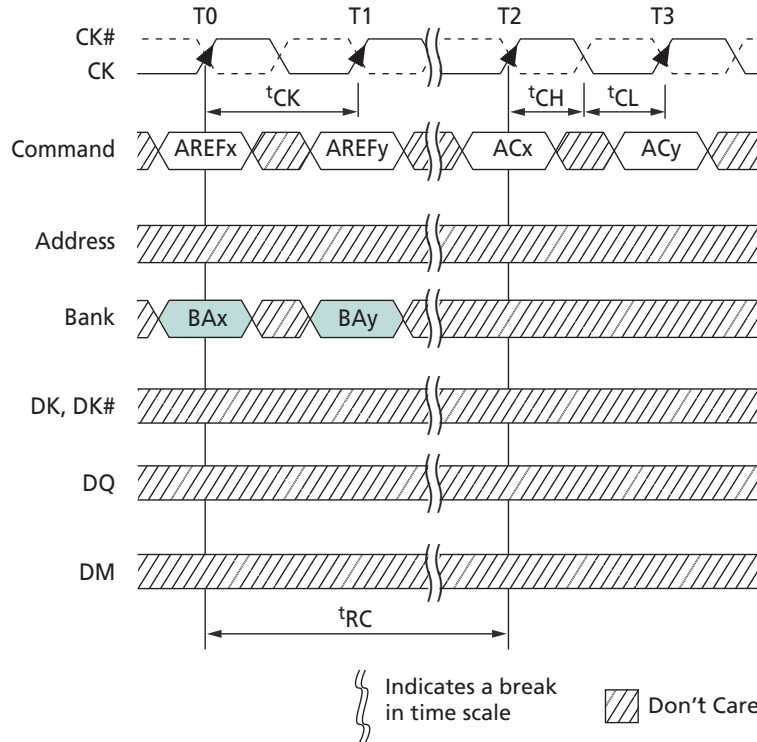 T0 T1 T2 T3
CK#
CK
tCK tCH tCL
Command AREFx AREFy ACx ACy
Address
Bank BAx BAy
DK, DK#
DQ
DM
tRC
Indicates a break
in time scale
Don't Care